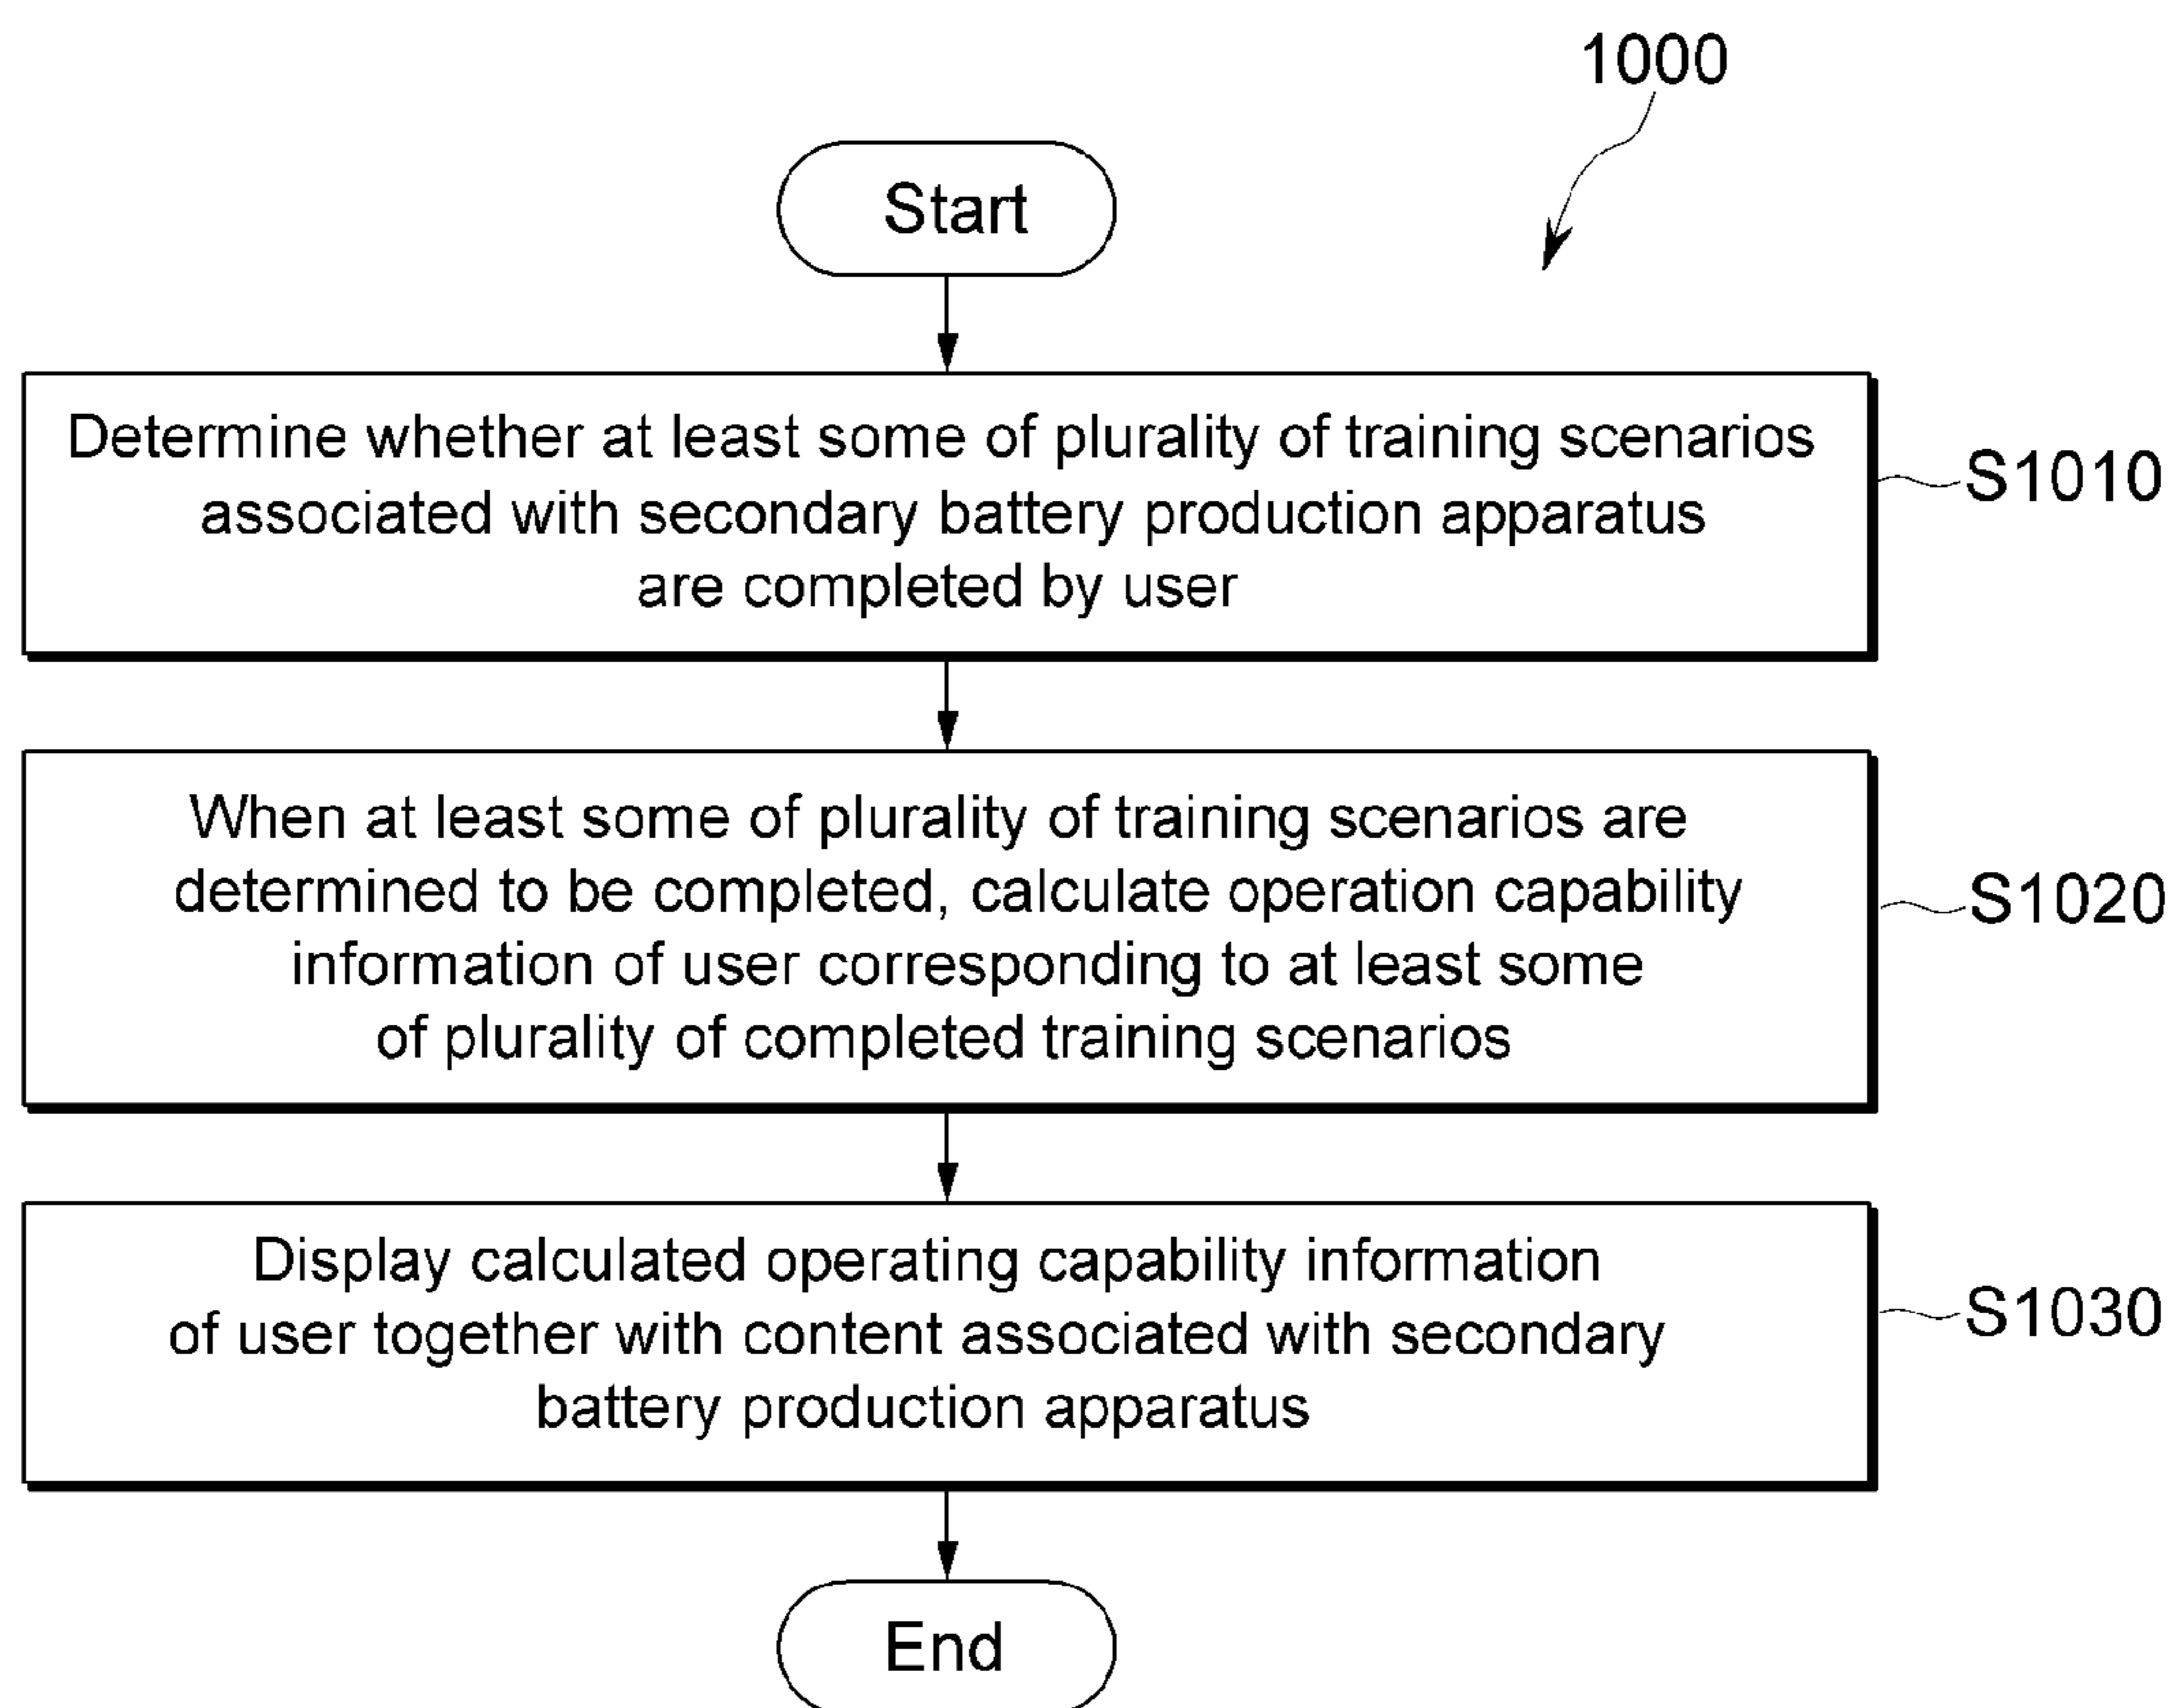 1000
Start
Determine whether at least some of plurality of training scenarios
associated with secondary battery production apparatus
are completed by user
S1010
When at least some of plurality of training scenarios are
determined to be completed, calculate operation capability
information of user corresponding to at least some
of plurality of completed training scenarios
S1020
Display calculated operating capability information
of user together with content associated with secondary
battery production apparatus
S1030
End